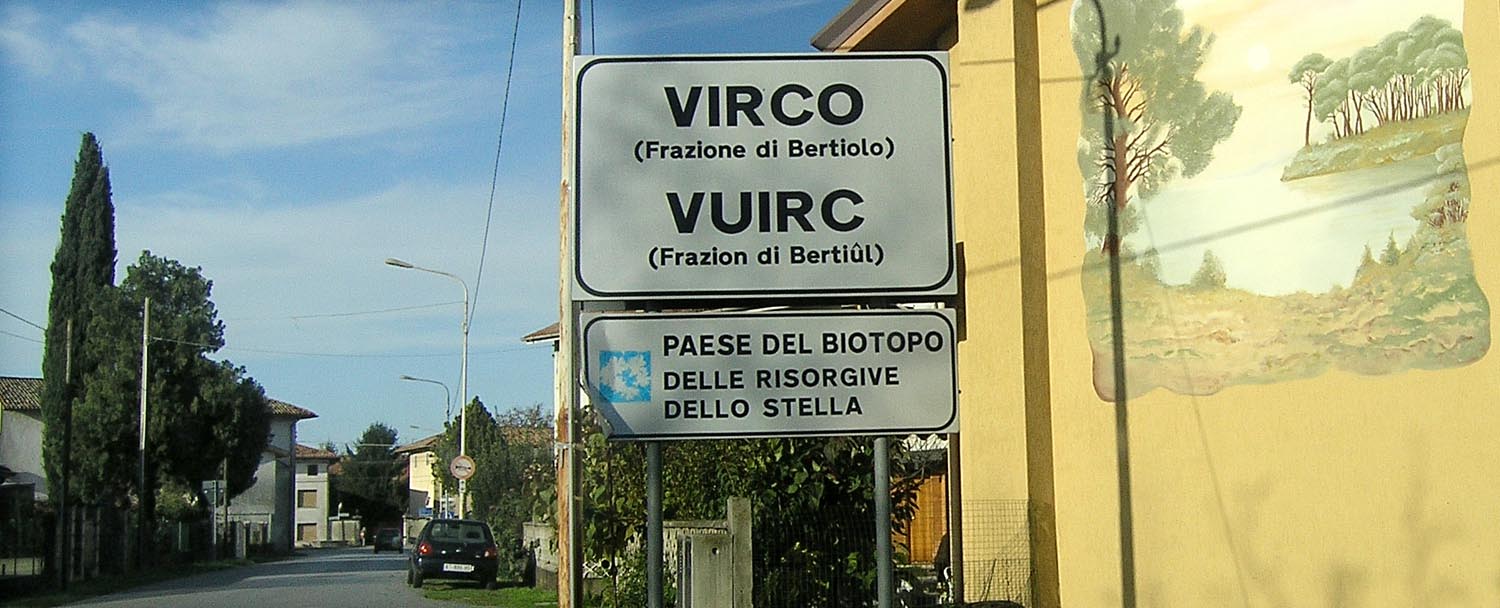 VIRCO
(Frazione di Bertiolo)
VUIRC
(Frazion di Bertiûl)
PAESE DEL BIOTOPO
DELLE RISORGIVE
DELLO STELLA